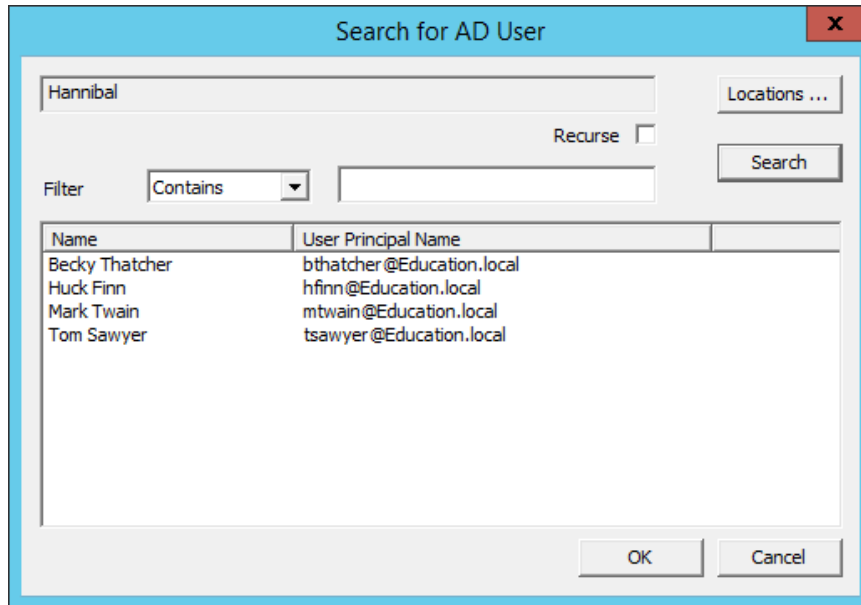 Search for AD User
x
Hannibal
Locations ...
Recurse
Search
Filter Contains
Name User Principal Name
Becky Thatcher bthatcher@Education.local
Huck Finn hfinn@Education.local
Mark Twain mtwain@Education.local
Tom Sawyer tsawyer@Education.local
OK Cancel